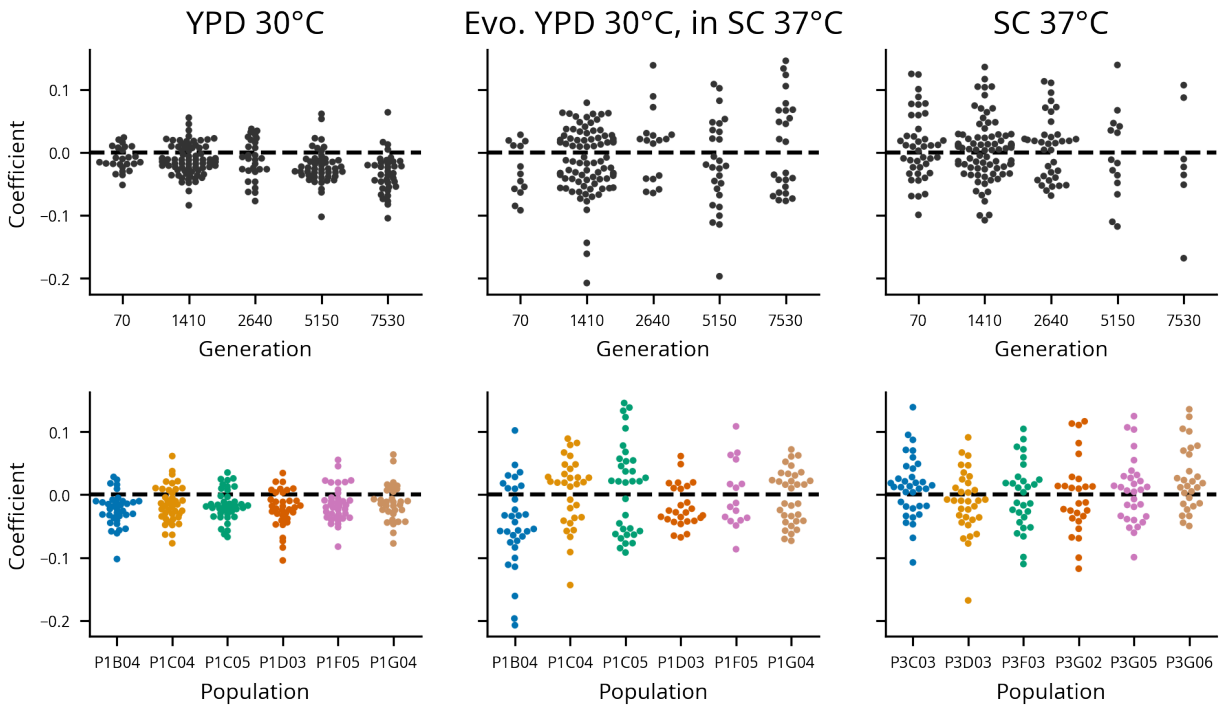 YPD 30°C
Evo. YPD 30°C, in SC 37°C
SC 37°C
Coefficient
0.1
0.0
−0.1
−0.2
70 1410 2640 5150 7530
70 1410 2640 5150 7530
70 1410 2640 5150 7530
Generation
Generation
Generation
Coefficient
0.1
0.0
−0.1
−0.2
P1B04 P1C04 P1C05 P1D03 P1F05 P1G04
P1B04 P1C04 P1C05 P1D03 P1F05 P1G04
P3C03 P3D03 P3F03 P3G02 P3G05 P3G06
Population
Population
Population